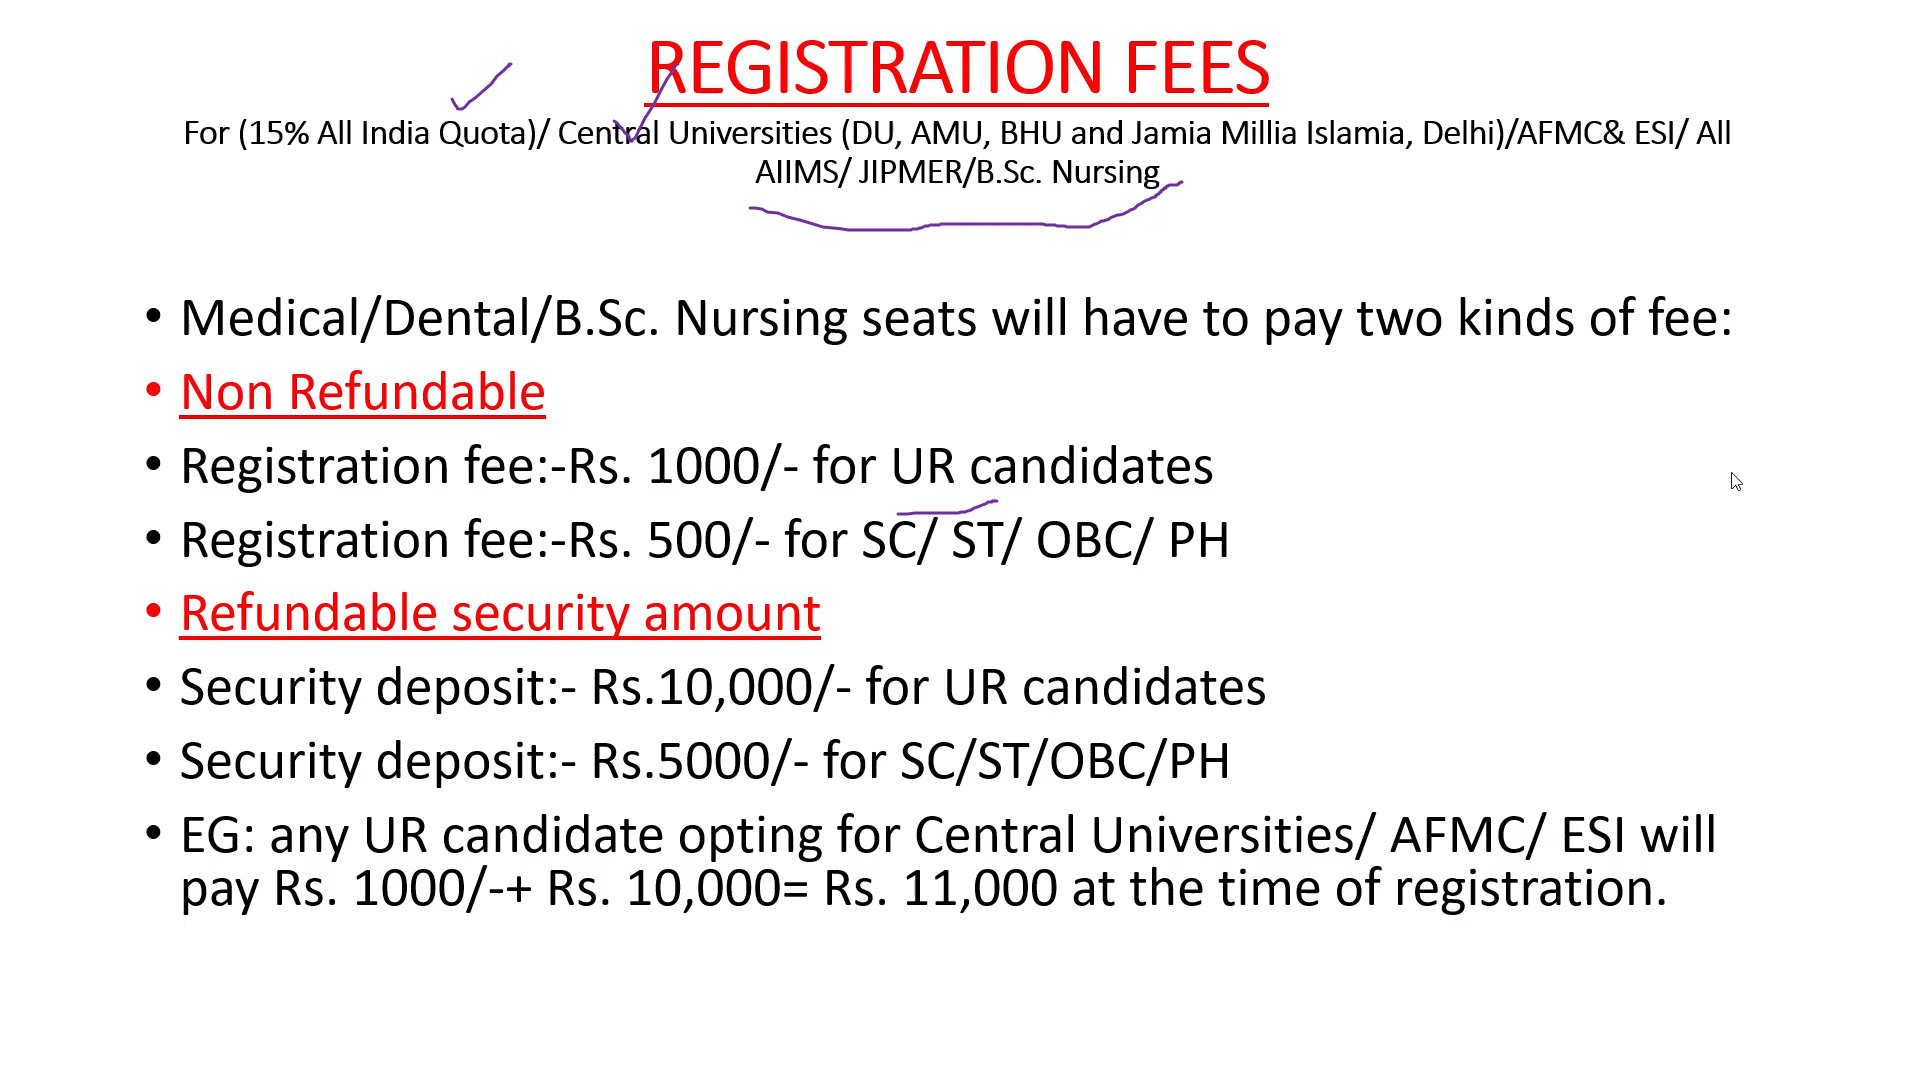 REGISTRATION FEES
For (15% All India Quota)/ Central Universities (DU, AMU, BHU and Jamia Millia Islamia, Delhi)/AFMC& ESI/ All
AIIMS/ JIPMER/B.Sc. Nursing
• Medical/Dental/B.Sc. Nursing seats will have to pay two kinds of fee:
• Non Refundable
• Registration fee:-Rs. 1000/- for UR candidates
• Registration fee:-Rs. 500/- for SC/ ST/ OBC/ PH
• Refundable security amount
• Security deposit:- Rs.10,000/- for UR candidates
• Security deposit:- Rs.5000/- for SC/ST/OBC/PH
• EG: any UR candidate opting for Central Universities/ AFMC/ ESI will
pay Rs. 1000/-+ Rs. 10,000= Rs. 11,000 at the time of registration.